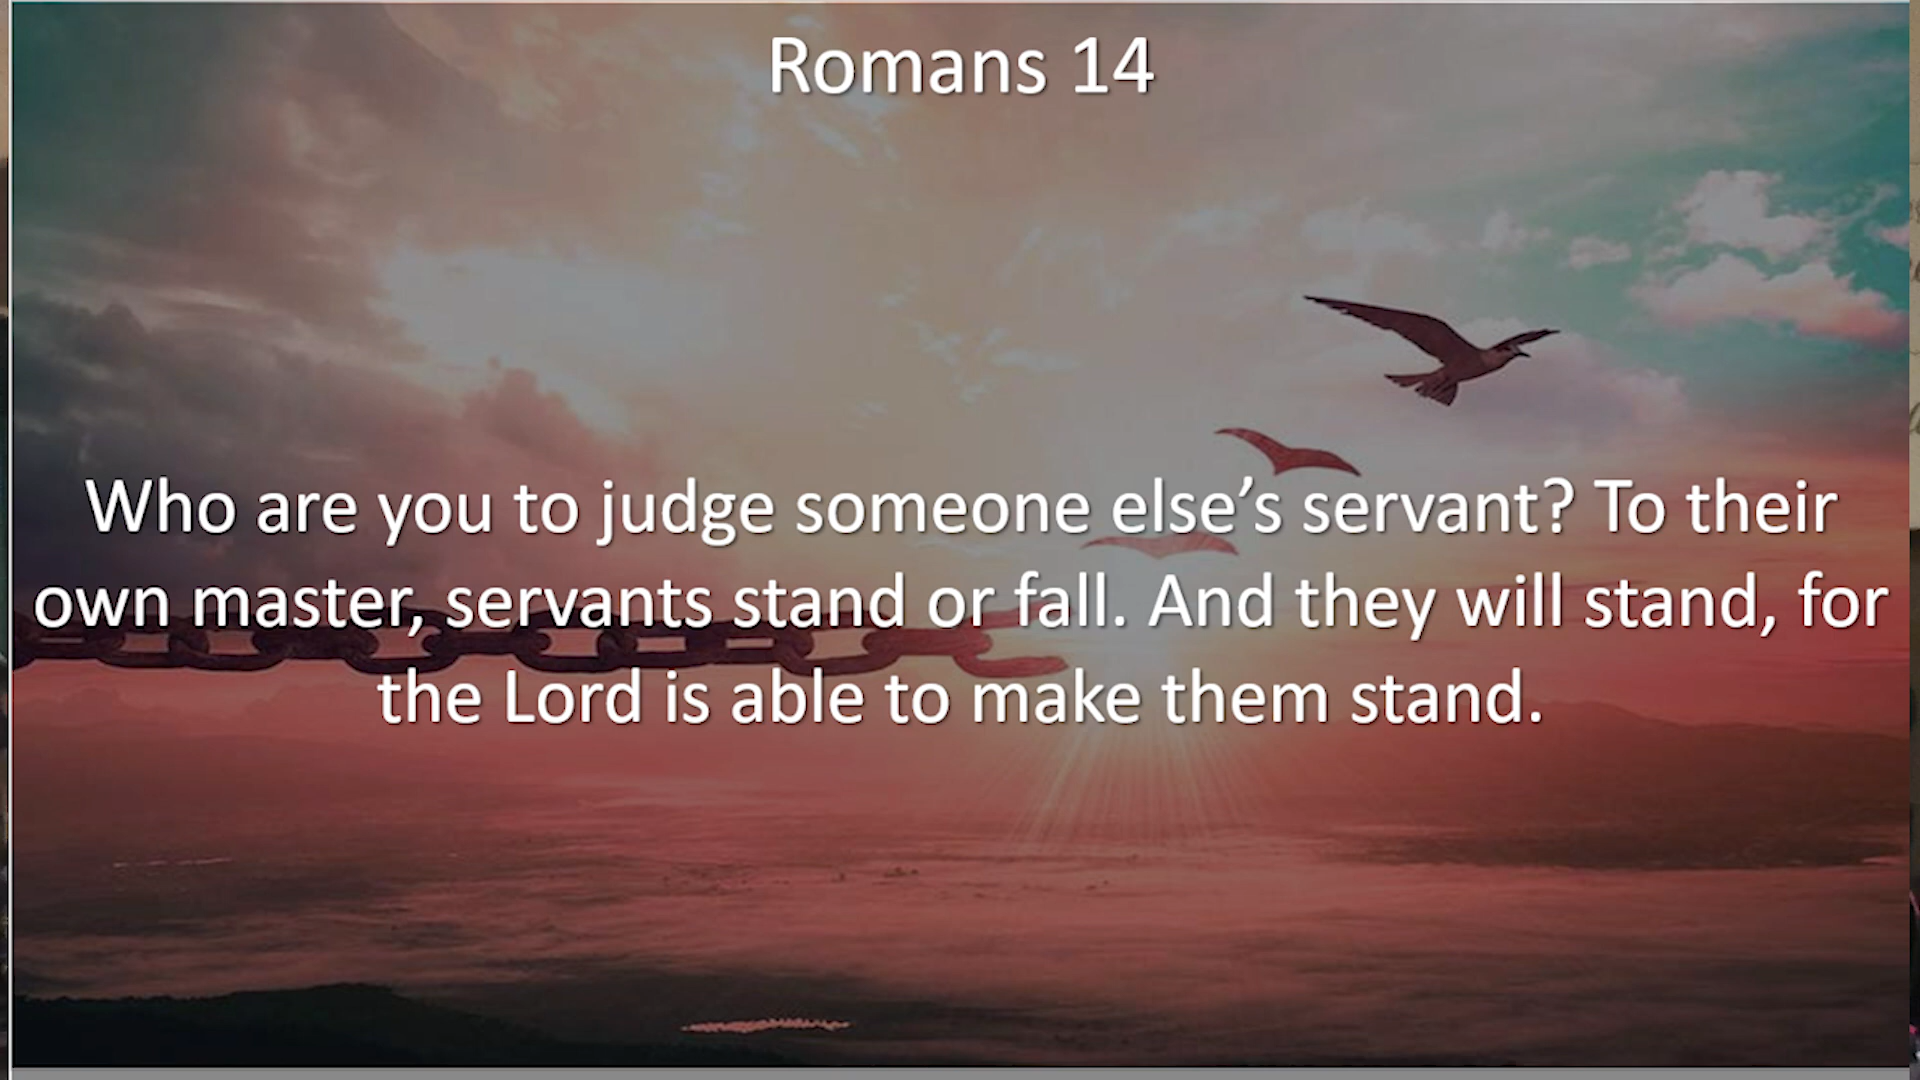 Romans 14
Who are you to judge someone else’s servant? To their
own master, servants stand or fall. And they will stand, for
the Lord is able to make them stand.